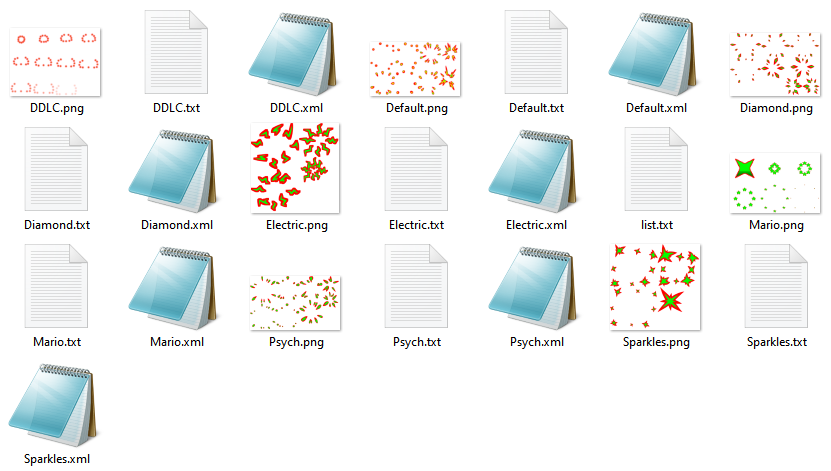 DDLC.png
DDLC.txt
DDLC.xml
Default.png
Default.txt
Default.xml
Diamond.png
Diamond.txt
Diamond.xml
Electric.png
Electric.txt
Electric.xml
list.txt
Mario.png
Mario.txt
Mario.xml
Psych.png
Psych.txt
Psych.xml
Sparkles.png
Sparkles.txt
Sparkles.xml